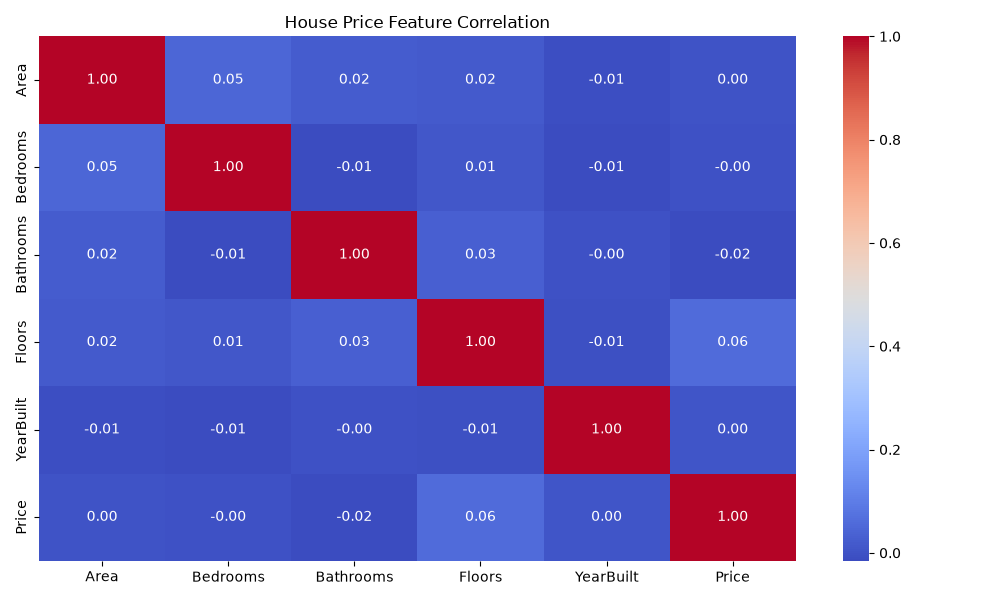 House Price Feature Correlation
Area 1.00 0.05 0.02 0.02 -0.01 0.00
Bedrooms 0.05 1.00 -0.01 0.01 -0.01 -0.00
Bathrooms 0.02 -0.01 1.00 0.03 -0.00 -0.02
Floors 0.02 0.01 0.03 1.00 -0.01 0.06
YearBuilt -0.01 -0.01 -0.00 -0.01 1.00 0.00
Price 0.00 -0.00 -0.02 0.06 0.00 1.00
Area Bedrooms Bathrooms Floors YearBuilt Price
1.0
0.8
0.6
0.4
0.2
0.0